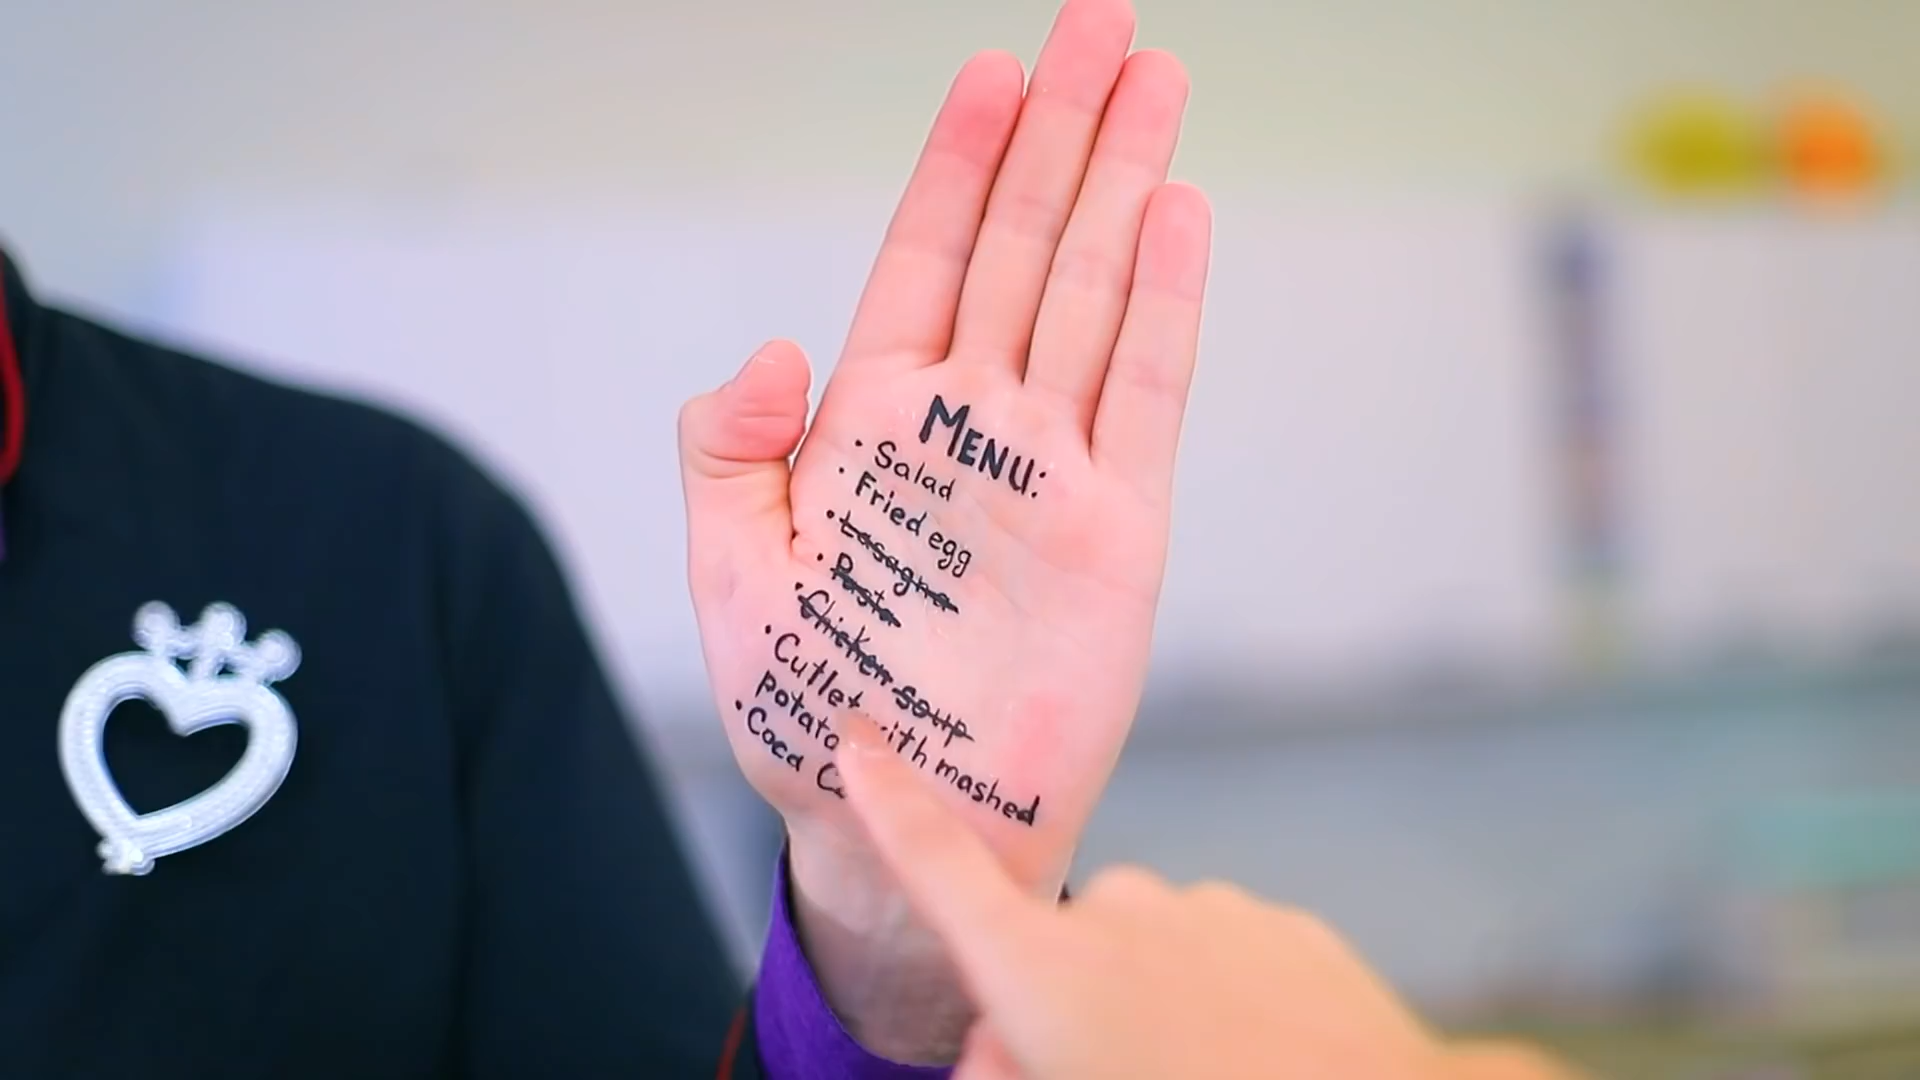 MENU:
• Salad
• Fried egg
• Lasagna
• Pasta
• Chicken soup
• Cutlet with mashed
potato
• Coca